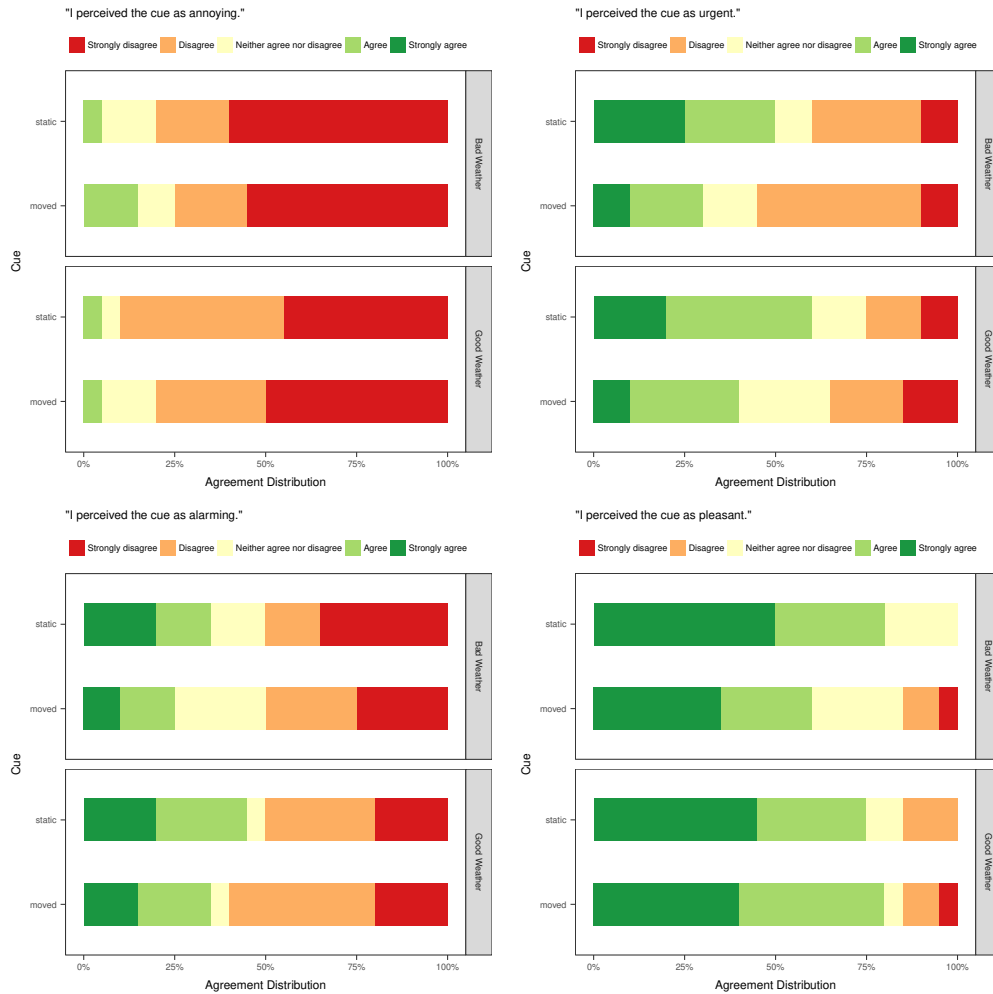 "I perceived the cue as annoying."
Strongly disagree Disagree Neither agree nor disagree Agree Strongly agree
static
moved
Bad Weather
static
moved
Good Weather
Cue
0% 25% 50% 75% 100%
Agreement Distribution
"I perceived the cue as urgent."
Strongly disagree Disagree Neither agree nor disagree Agree Strongly agree
static
moved
Bad Weather
static
moved
Good Weather
Cue
0% 25% 50% 75% 100%
Agreement Distribution
"I perceived the cue as alarming."
Strongly disagree Disagree Neither agree nor disagree Agree Strongly agree
static
moved
Bad Weather
static
moved
Good Weather
Cue
0% 25% 50% 75% 100%
Agreement Distribution
"I perceived the cue as pleasant."
Strongly disagree Disagree Neither agree nor disagree Agree Strongly agree
static
moved
Bad Weather
static
moved
Good Weather
Cue
0% 25% 50% 75% 100%
Agreement Distribution